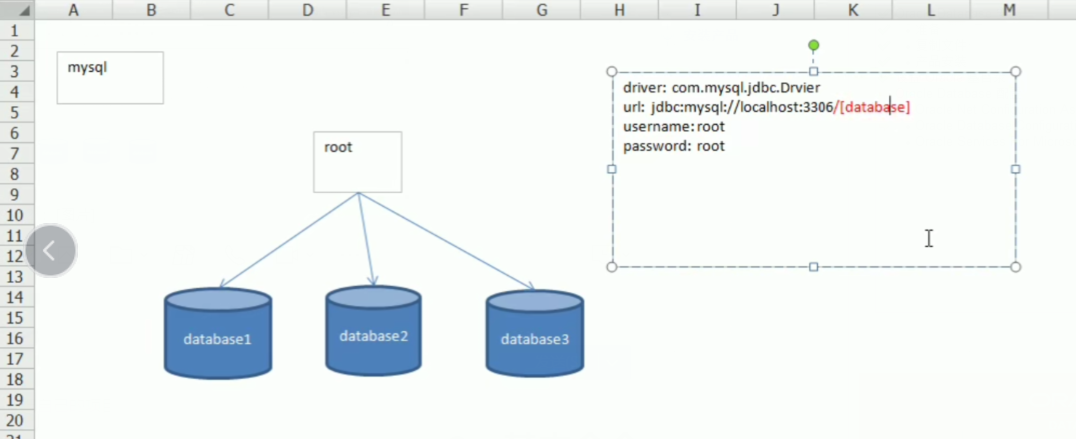 A B C D E F G H I J K L M
1
2
3
4
5
6
7
8
9
10
11
12
13
14
15
16
17
18
19
20
mysql
root
database1
database2
database3
driver: com.mysql.jdbc.Drvier
url: jdbc:mysql://localhost:3306/[database]
username: root
password: root